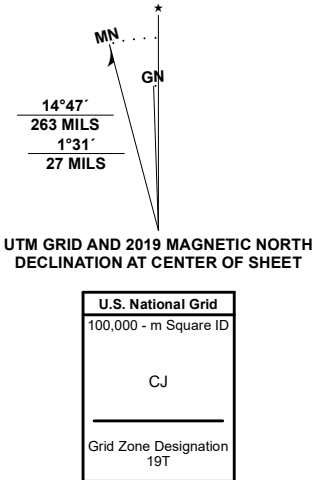 MN
GN
14°47´
263 MILS
1°31´
27 MILS
UTM GRID AND 2019 MAGNETIC NORTH
DECLINATION AT CENTER OF SHEET
U.S. National Grid
100,000 - m Square ID
CJ
Grid Zone Designation
19T